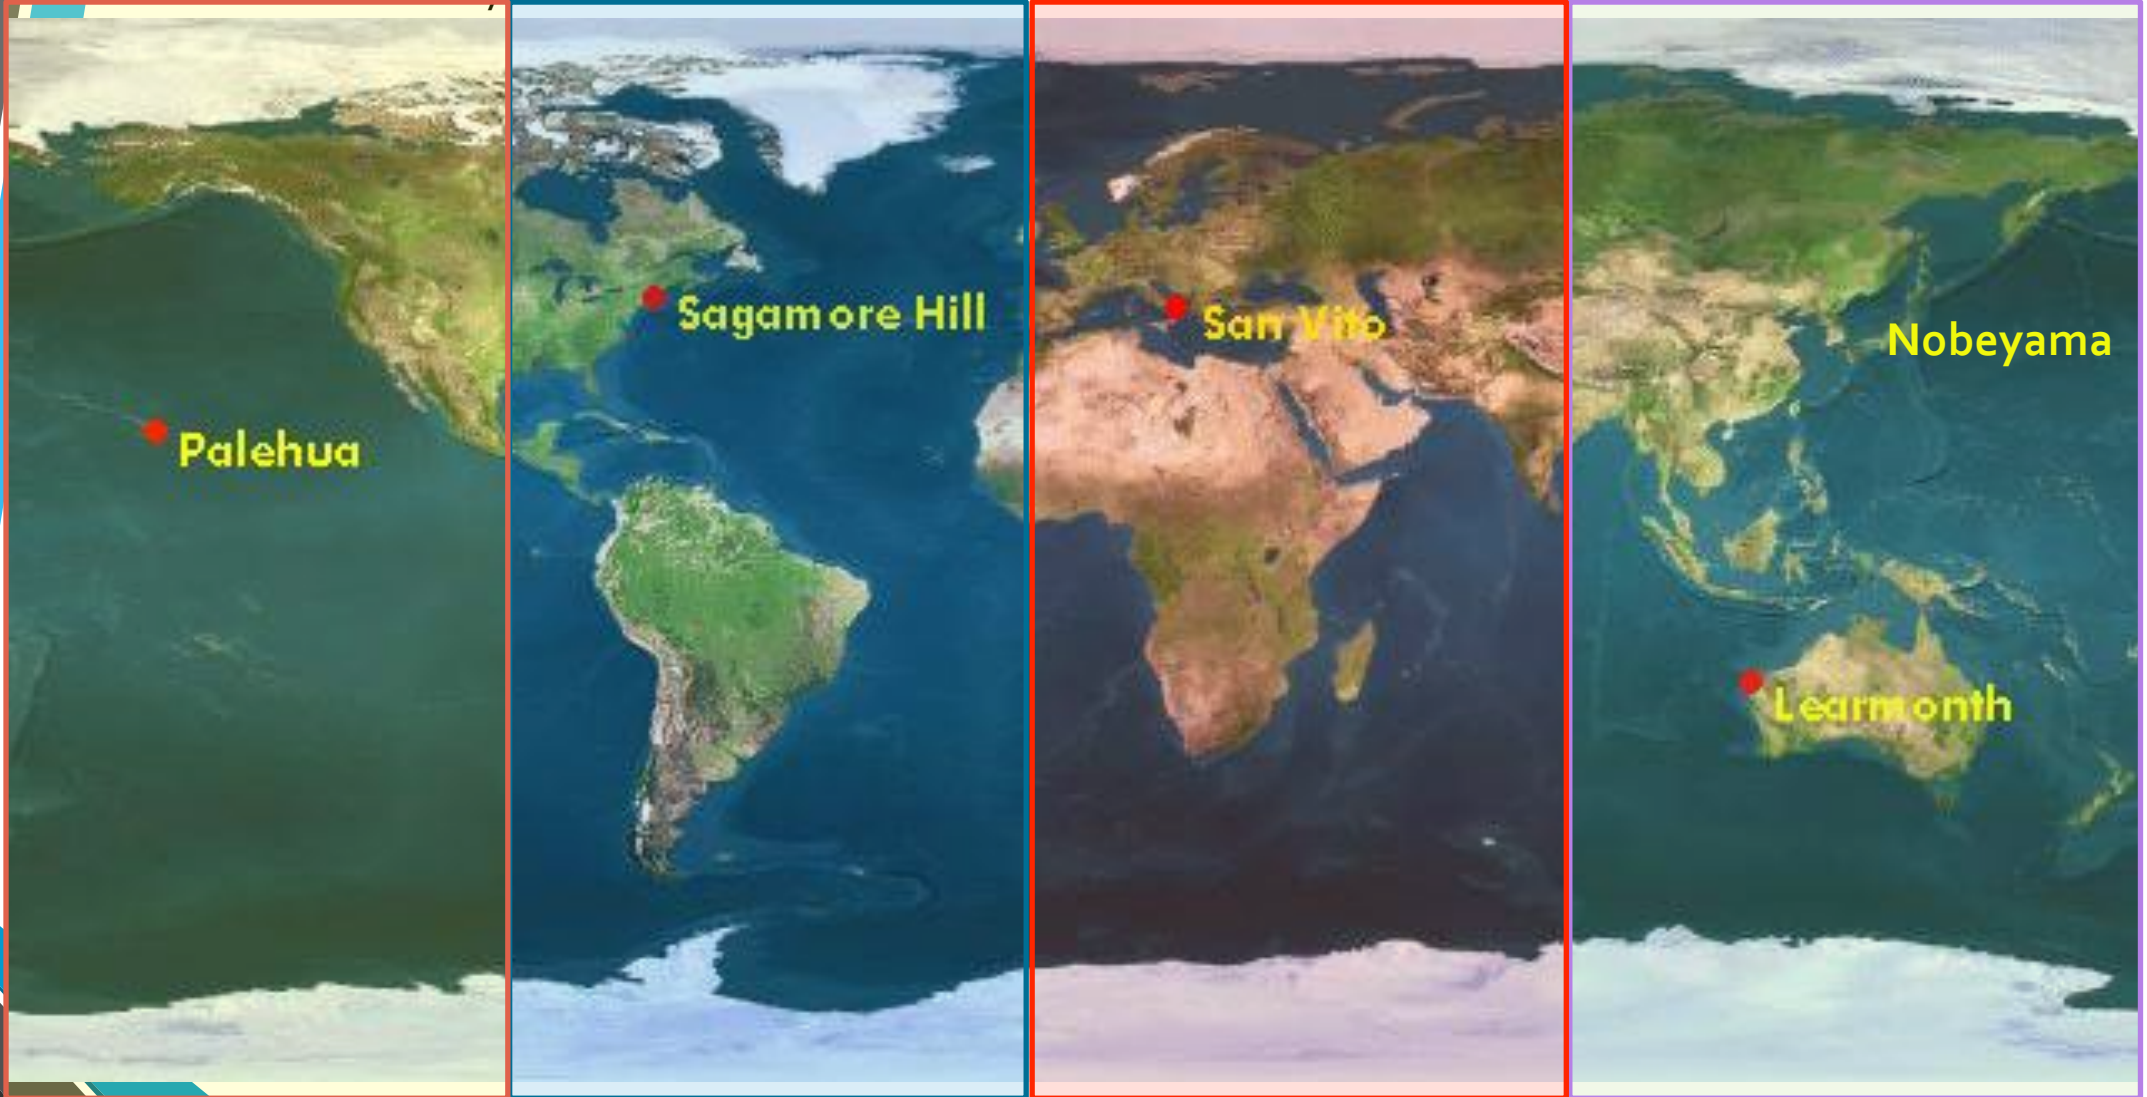 Palehua
Sagamore Hill
San Vito
Nobeyama
Learmonth